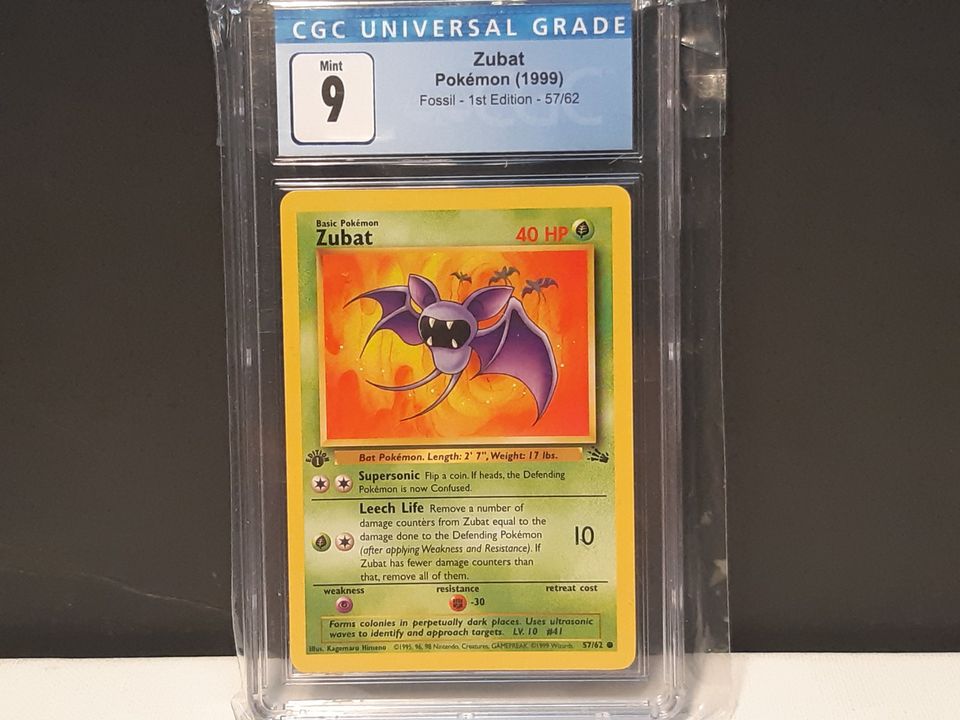 CGC UNIVERSAL GRADE
Mint
9
Zubat
Pokémon (1999)
Fossil - 1st Edition - 57/62
Basic Pokémon
Zubat
40 HP
EDITION
1
Bat Pokémon. Length: 2' 7", Weight: 17 lbs.
Supersonic Flip a coin. If heads, the Defending
Pokémon is now Confused.
Leech Life Remove a number of
damage counters from Zubat equal to the
damage done to the Defending Pokémon
(after applying Weakness and Resistance). If
Zubat has fewer damage counters than
that, remove all of them.
10
weakness
resistance
retreat cost
-30
Forms colonies in perpetually dark places. Uses ultrasonic
waves to identify and approach targets. LV. 10 #41
Illus. Kagemaru Himeno ©1995, 96, 98 Nintendo, Creatures, GAMEFREAK. ©1999 Wizards. 57/62